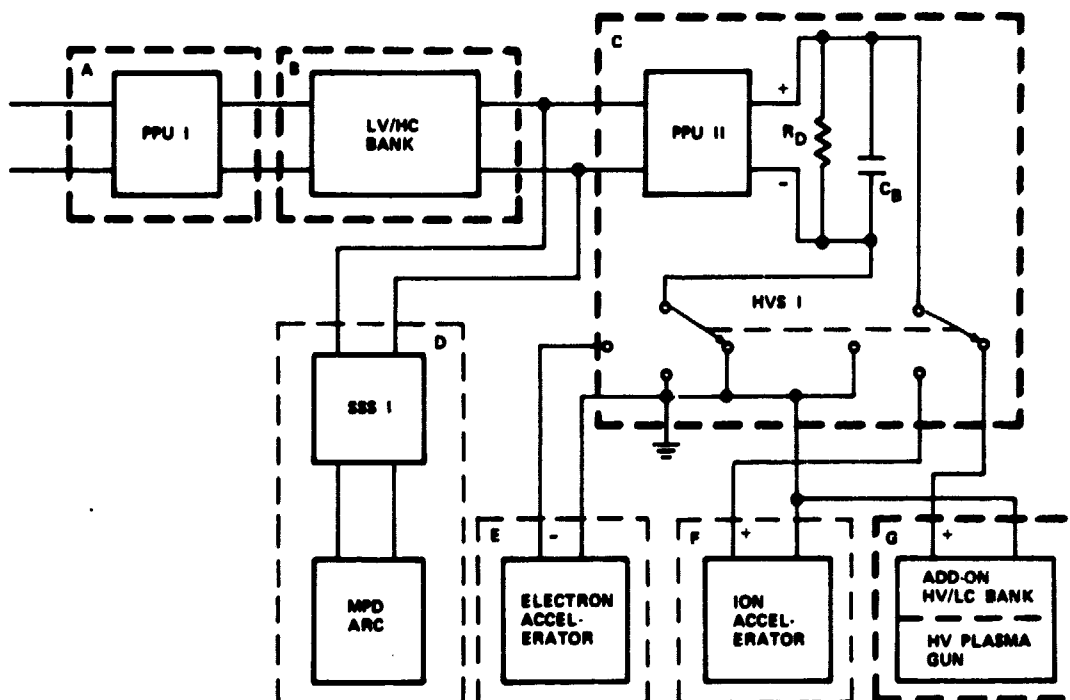 A
PPU I
B
LV/HC
BANK
C
PPU II
+
-
RD
CB
HVS I
D
SSS I
MPD
ARC
E
-
ELECTRON
ACCEL-
ERATOR
F
+
ION
ACCEL-
ERATOR
G
+
ADD-ON
HV/LC BANK
HV PLASMA
GUN